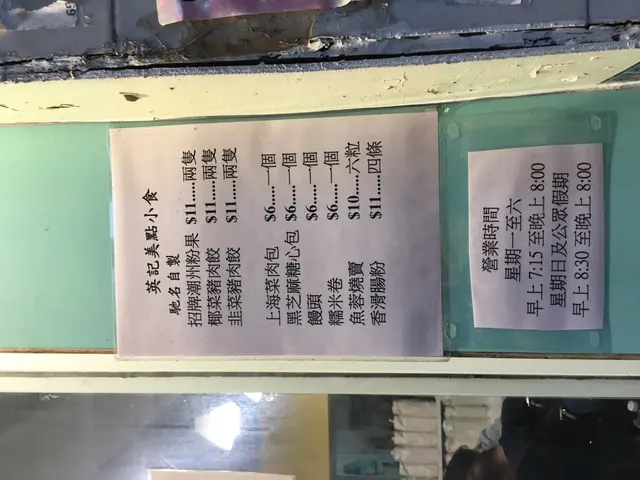 英記美點小食
馳名自製
招牌潮州粉果 $11.....兩隻
椰菜豬肉餃 $11.....兩隻
韭菜豬肉餃 $11.....兩隻
上海菜肉包 $6.....一個
黑芝麻糖心包 $6.....一個
饅頭 $6.....一個
糯米卷 $6.....一個
魚蓉燒賣 $10.....六粒
香滑腸粉 $11.....四條
營業時間
星期一至六
早上 7:15 至晚上 8:00
星期日及公眾假期
早上 8:30 至晚上 8:00